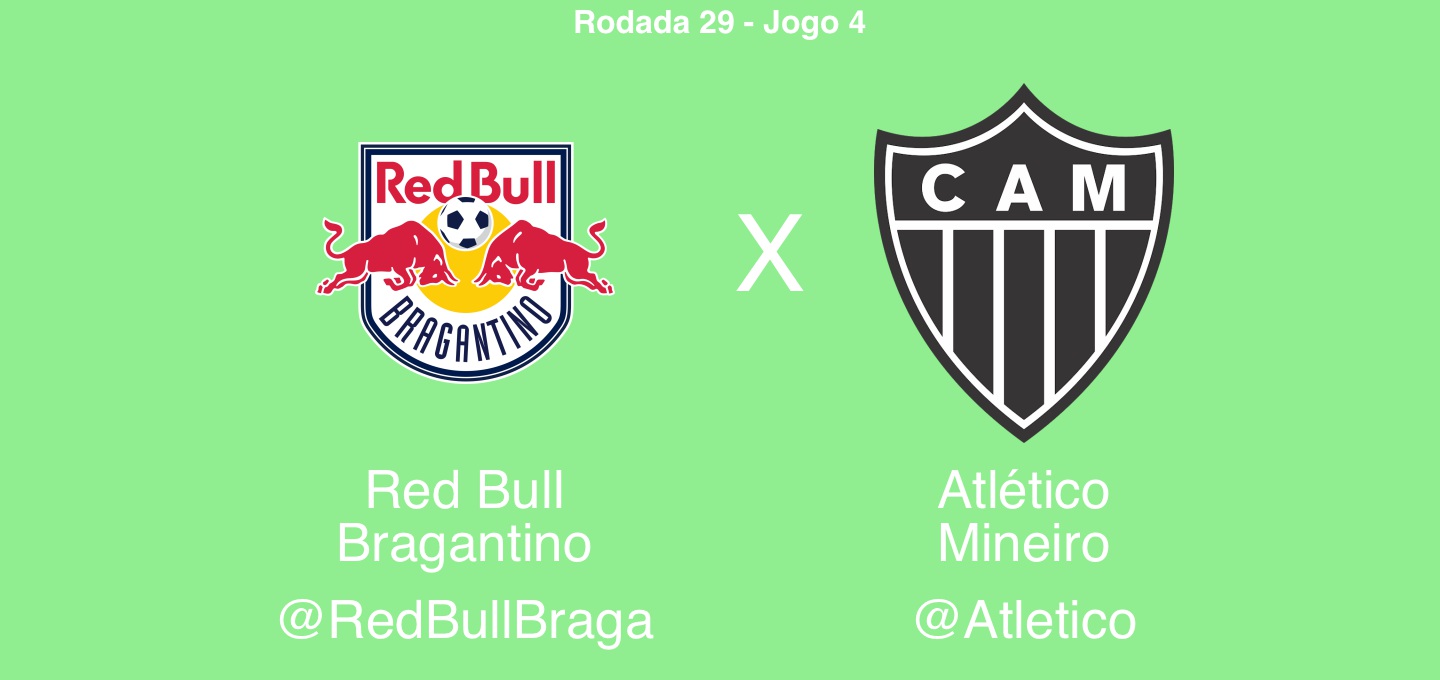 Rodada 29 - Jogo 4
Red Bull
BRAGANTINO
X
C A M
Red Bull
Bragantino
@RedBullBraga
Atlético
Mineiro
@Atletico